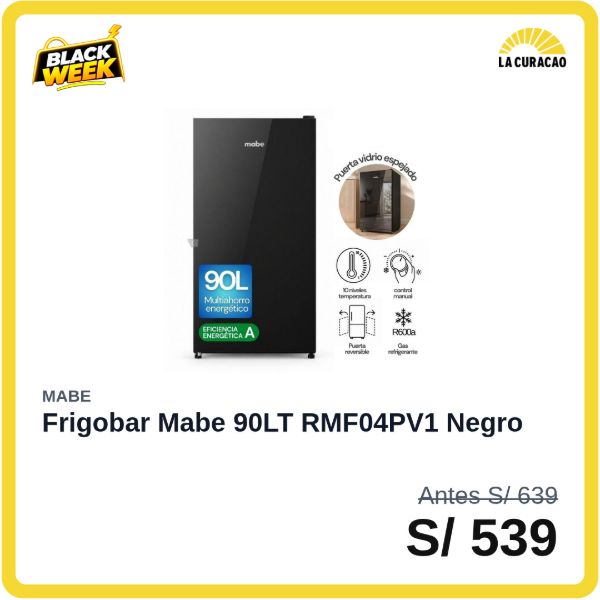 BLACK
WEEK
LA CURACAO
mabe
Puerta vidrio espejado
90L
Multiahorro
energético
EFICIENCIA
ENERGÉTICA A
10 niveles
temperatura
control
manual
Puerta
reversible
R600a
Gas
refrigerante
MABE
Frigobar Mabe 90LT RMF04PV1 Negro
Antes S/ 639
S/ 539